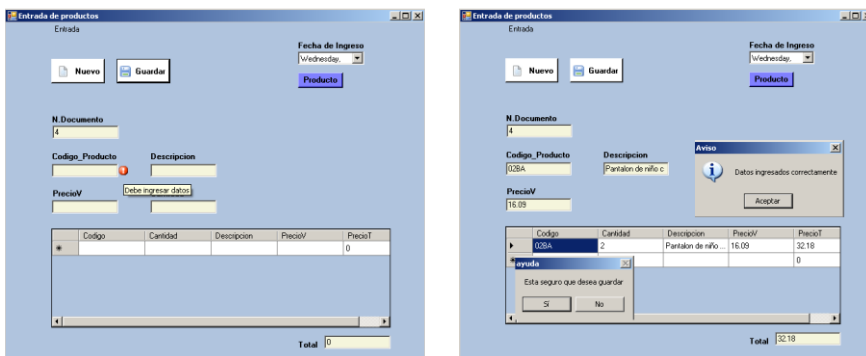 Entrada de productos
Entrada
Fecha de Ingreso
Wednesday,
Nuevo
Guardar
Producto
N.Documento
4
Codigo_Producto
Descripcion
Debe ingresar datos
PrecioV
Codigo Cantidad Descripcion PrecioV PrecioT
0
Total 0
Entrada de productos
Entrada
Fecha de Ingreso
Wednesday,
Nuevo
Guardar
Producto
N.Documento
4
Codigo_Producto
Descripcion
02BA
Pantalon de niño c
Aviso
Datos ingresados correctamente
Aceptar
PrecioV
16.09
Codigo Cantidad Descripcion PrecioV PrecioT
02BA 2 Pantalon de niño ... 16.09 32.18
0
ayuda
Esta seguro que desea guardar
Sí No
Total 32.18